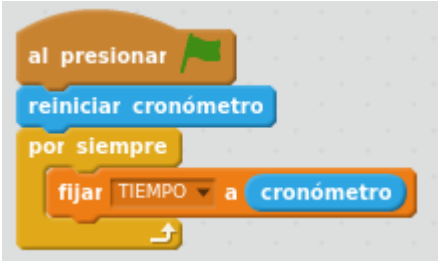 al presionar
reiniciar cronómetro
por siempre
fijar TIEMPO a cronómetro